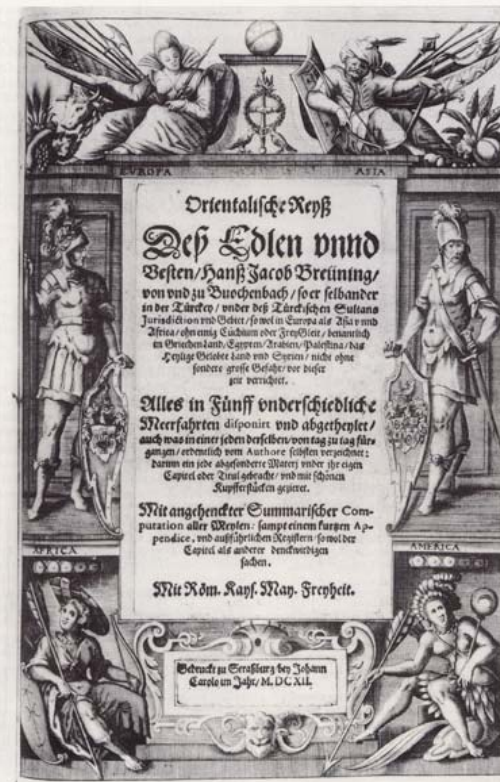 EVROPA
ASIA
Orientalische Reyß
Deß Edlen vnnd
Vesten/Hanß Jacob Breüning/
von vnd zu Buochenbach/so er selbander
in der Türckey/vnder deß Türckischen Sultans
Jurisdiction vnd Gebiet/so wol in Europa als Asia vnnd
Africa/ohn einig Cuchium oder FreyGleit/benantlich
in Griechen Land/Egypten/Arabien/Palestina/das
Heylige Gelobte Land vnd Syrien/nicht ohne
sondere grosse Gefahr/vor dieser
zeit verrichtet.
Alles in Fünff vnderschiedliche
Meerfahrten disponirt vnd abgetheylet/
auch was in einer jeden derselben/von tag zu tag für-
gangen/ordenlich vom Authore selbsten verzeichnet:
darumb ein jede abgesonderte Matery vnder ihr eigen
Capitel oder Titul gebracht/vnd mit schönen
Kupfferstücken gezieret.
Mit angehenckter Summarischer Com-
putation aller Meylen/sampt einem kurtzen Ap-
pendice, vnd außführlichen Registern/so wol der
Capitel als anderer denckwirdigen
sachen.
Mit Röm. Kays. May. Freyheit.
AFRICA
AMERICA
Gedruckt zu Straßburg bey Johann
Carolo im Jahr/M.DCXII.